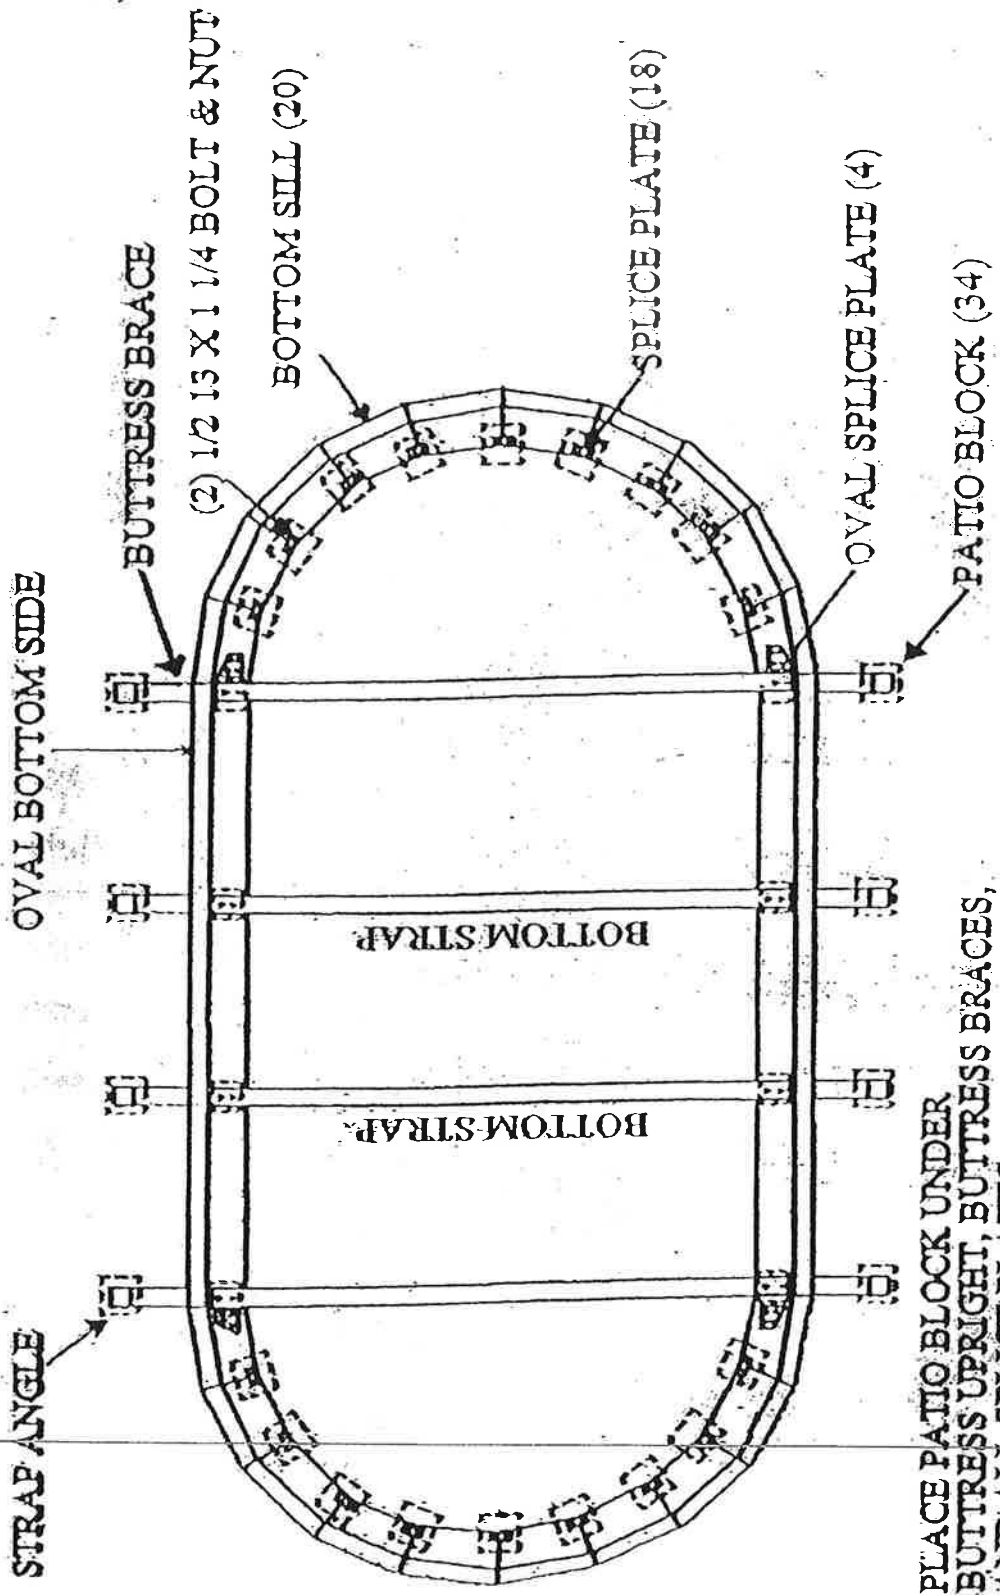 OVAL BOTTOM SIDE
BUTTRESS BRACE
(2) 1/2 13 X 1 1/4 BOLT & NUT
BOTTOM SILL (20)
STRAP ANGLE
BOTTOM STRAP
BOTTOM STRAP
SPLICE PLATE (18)
OVAL SPLICE PLATE (4)
PATIO BLOCK (34)
PLACE PATIO BLOCK UNDER
BUTTRESS UPRIGHT, BUTTRESS BRACES,